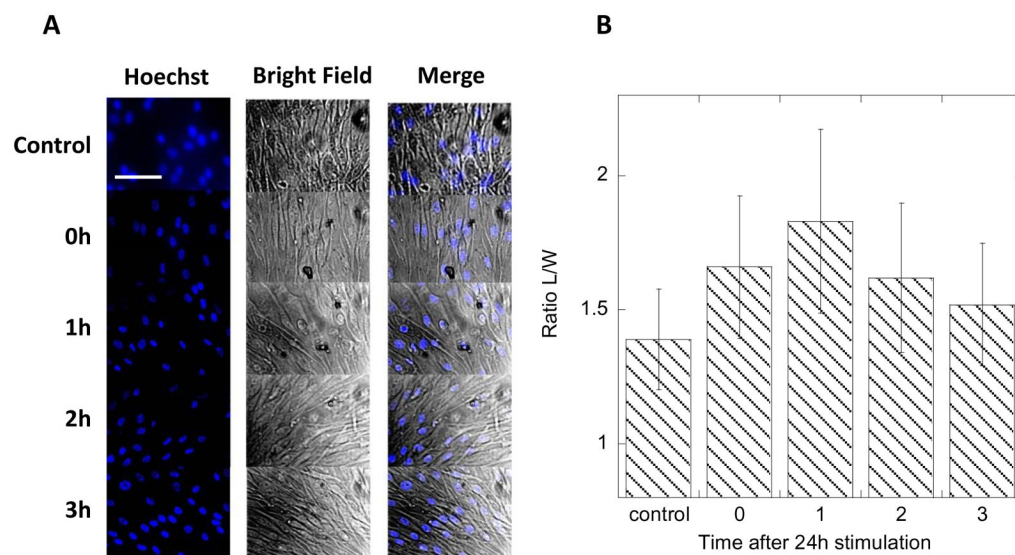 A
Hoechst
Bright Field
Merge
Control
0h
1h
2h
3h
B
2
1.5
1
Ratio L/W
control 0 1 2 3
Time after 24h stimulation